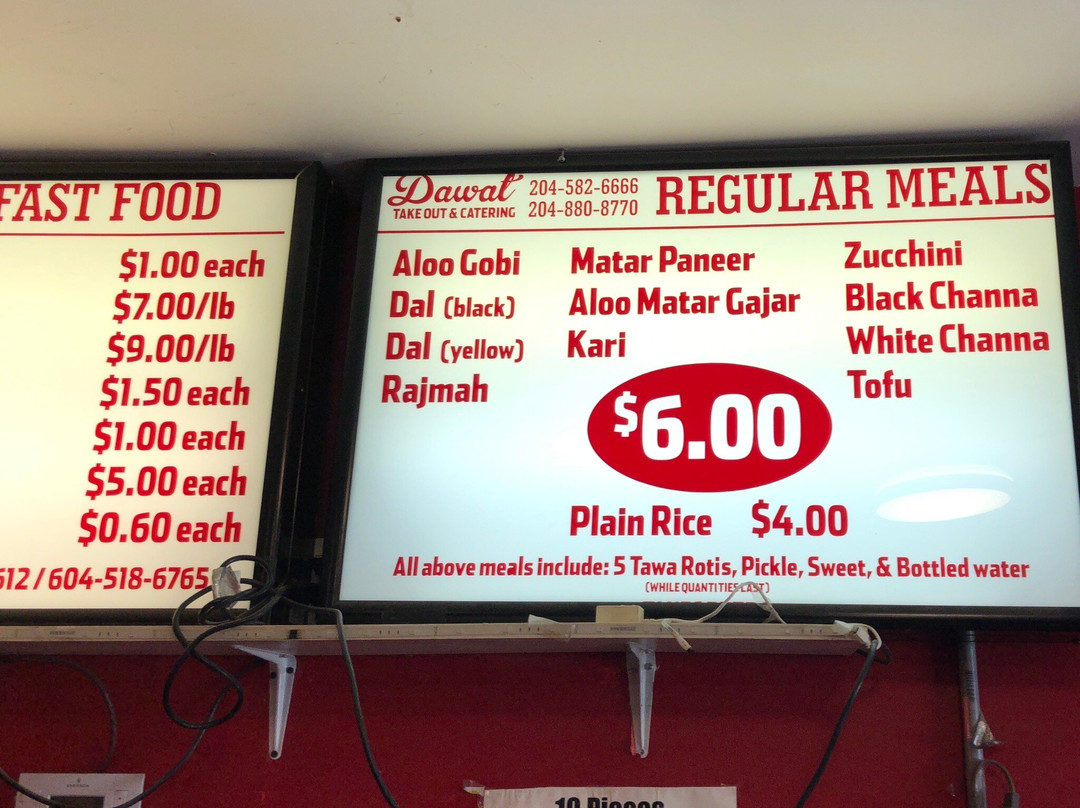 FAST FOOD
$1.00 each
$7.00/lb
$9.00/lb
$1.50 each
$1.00 each
$5.00 each
$0.60 each
612 / 604-518-6765
Dawat
TAKE OUT & CATERING
204-582-6666
204-880-8770
REGULAR MEALS
Aloo Gobi
Dal (black)
Dal (yellow)
Rajmah
Matar Paneer
Aloo Matar Gajar
Kari
Zucchini
Black Channa
White Channa
Tofu
$6.00
Plain Rice $4.00
All above meals include: 5 Tawa Rotis, Pickle, Sweet, & Bottled water
(WHILE QUANTITIES LAST)
10 Pieces